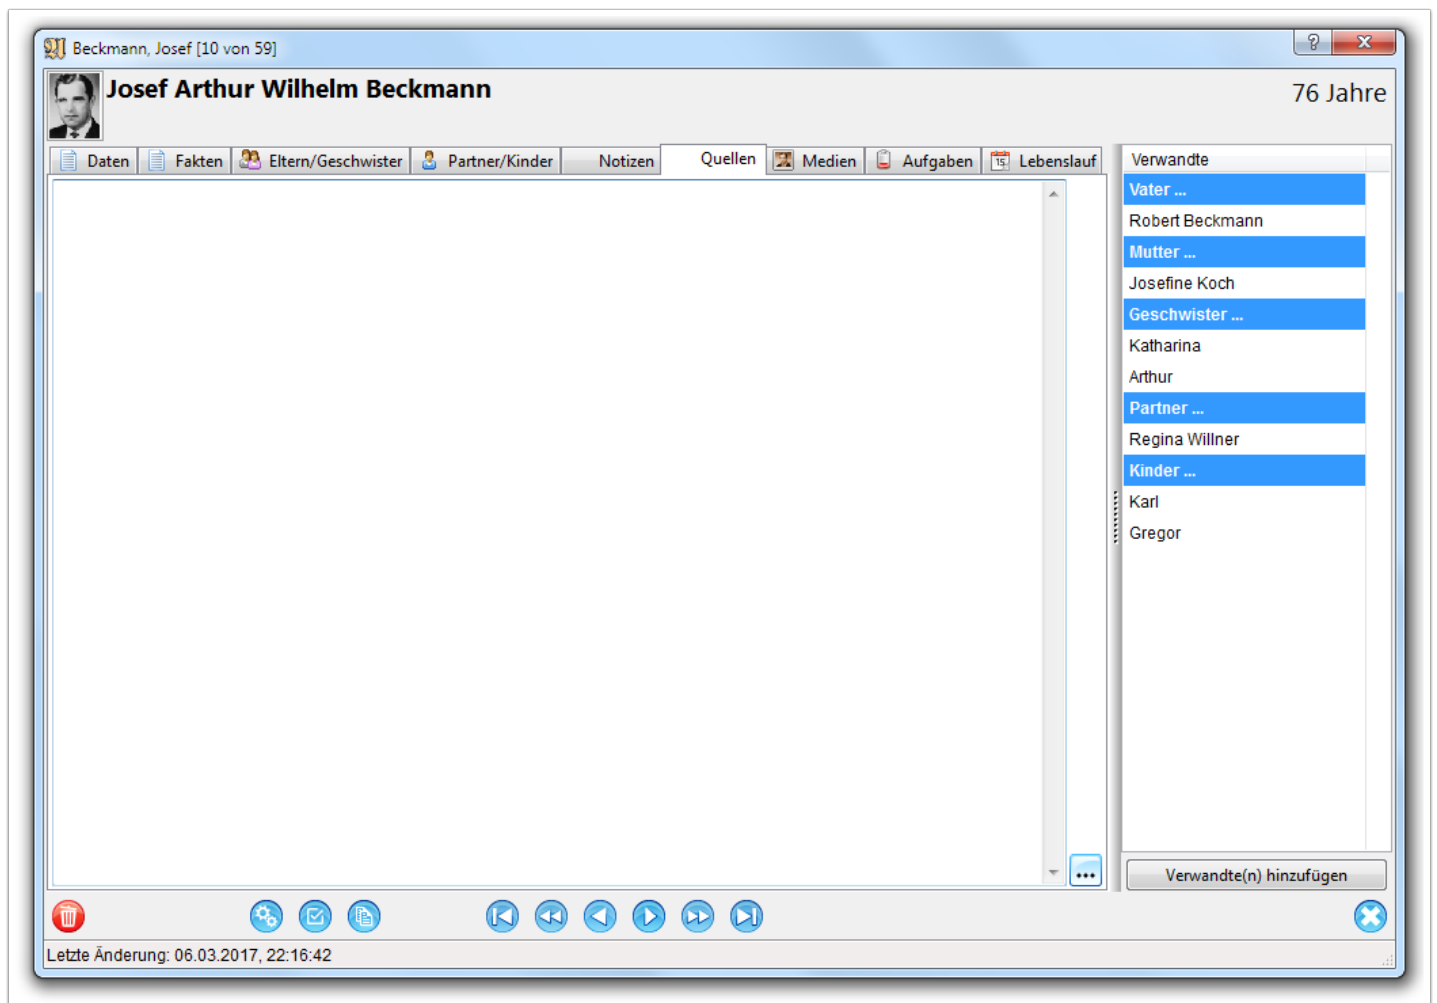 Beckmann, Josef [10 von 59]
Josef Arthur Wilhelm Beckmann
76 Jahre
Daten Fakten Eltern/Geschwister Partner/Kinder Notizen Quellen Medien Aufgaben 15 Lebenslauf
Verwandte
Vater ...
Robert Beckmann
Mutter ...
Josefine Koch
Geschwister ...
Katharina
Arthur
Partner ...
Regina Willner
Kinder ...
Karl
Gregor
...
Verwandte(n) hinzufügen
Letzte Änderung: 06.03.2017, 22:16:42